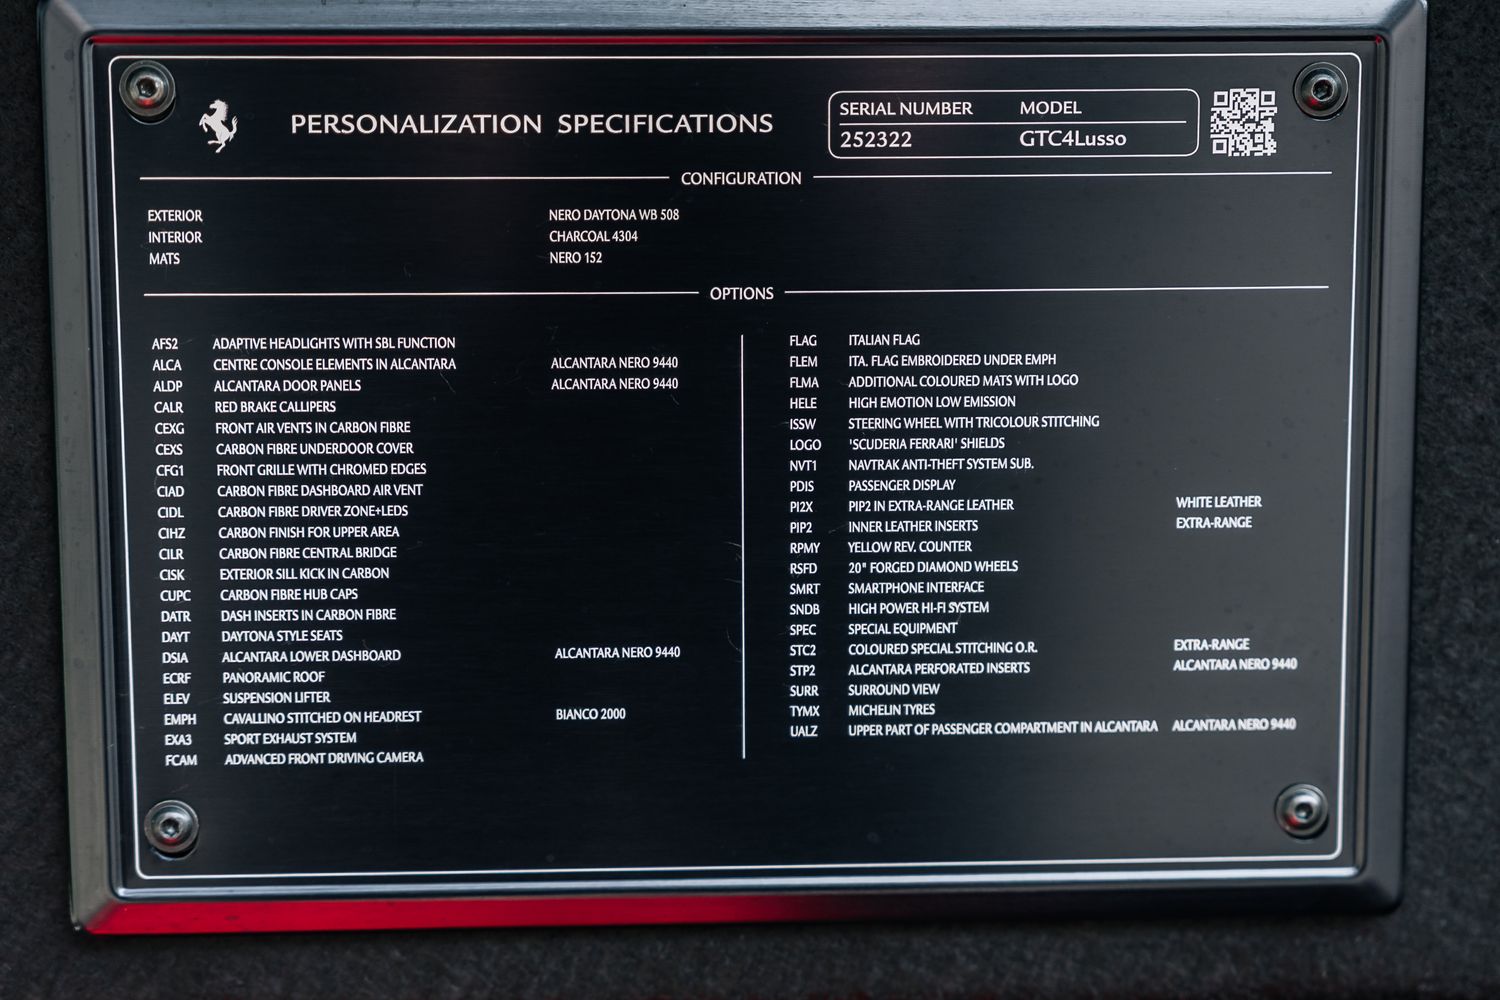 PERSONALIZATION SPECIFICATIONS
SERIAL NUMBER MODEL
252322 GTC4Lusso
CONFIGURATION
EXTERIOR NERO DAYTONA WB 508
INTERIOR CHARCOAL 4304
MATS NERO 152
OPTIONS
AFS2 ADAPTIVE HEADLIGHTS WITH SBL FUNCTION
ALCA CENTRE CONSOLE ELEMENTS IN ALCANTARA ALCANTARA NERO 9440
ALDP ALCANTARA DOOR PANELS ALCANTARA NERO 9440
CALR RED BRAKE CALLIPERS
CEXG FRONT AIR VENTS IN CARBON FIBRE
CEXS CARBON FIBRE UNDERDOOR COVER
CFG1 FRONT GRILLE WITH CHROMED EDGES
CIAD CARBON FIBRE DASHBOARD AIR VENT
CIDL CARBON FIBRE DRIVER ZONE+LEDS
CIHZ CARBON FINISH FOR UPPER AREA
CILR CARBON FIBRE CENTRAL BRIDGE
CISK EXTERIOR SILL KICK IN CARBON
CUPC CARBON FIBRE HUB CAPS
DATR DASH INSERTS IN CARBON FIBRE
DAYT DAYTONA STYLE SEATS
DSIA ALCANTARA LOWER DASHBOARD ALCANTARA NERO 9440
ECRF PANORAMIC ROOF
ELEV SUSPENSION LIFTER
EMPH CAVALLINO STITCHED ON HEADREST BIANCO 2000
EXA3 SPORT EXHAUST SYSTEM
FCAM ADVANCED FRONT DRIVING CAMERA
FLAG ITALIAN FLAG
FLEM ITA. FLAG EMBROIDERED UNDER EMPH
FLMA ADDITIONAL COLOURED MATS WITH LOGO
HELE HIGH EMOTION LOW EMISSION
ISSW STEERING WHEEL WITH TRICOLOUR STITCHING
LOGO 'SCUDERIA FERRARI' SHIELDS
NVT1 NAVTRAK ANTI-THEFT SYSTEM SUB.
PDIS PASSENGER DISPLAY
PI2X PIP2 IN EXTRA-RANGE LEATHER WHITE LEATHER
PIP2 INNER LEATHER INSERTS EXTRA-RANGE
RPMY YELLOW REV. COUNTER
RSFD 20" FORGED DIAMOND WHEELS
SMRT SMARTPHONE INTERFACE
SNDB HIGH POWER HI-FI SYSTEM
SPEC SPECIAL EQUIPMENT
STC2 COLOURED SPECIAL STITCHING O.R. EXTRA-RANGE
STP2 ALCANTARA PERFORATED INSERTS ALCANTARA NERO 9440
SURR SURROUND VIEW
TYMX MICHELIN TYRES
UALZ UPPER PART OF PASSENGER COMPARTMENT IN ALCANTARA ALCANTARA NERO 9440